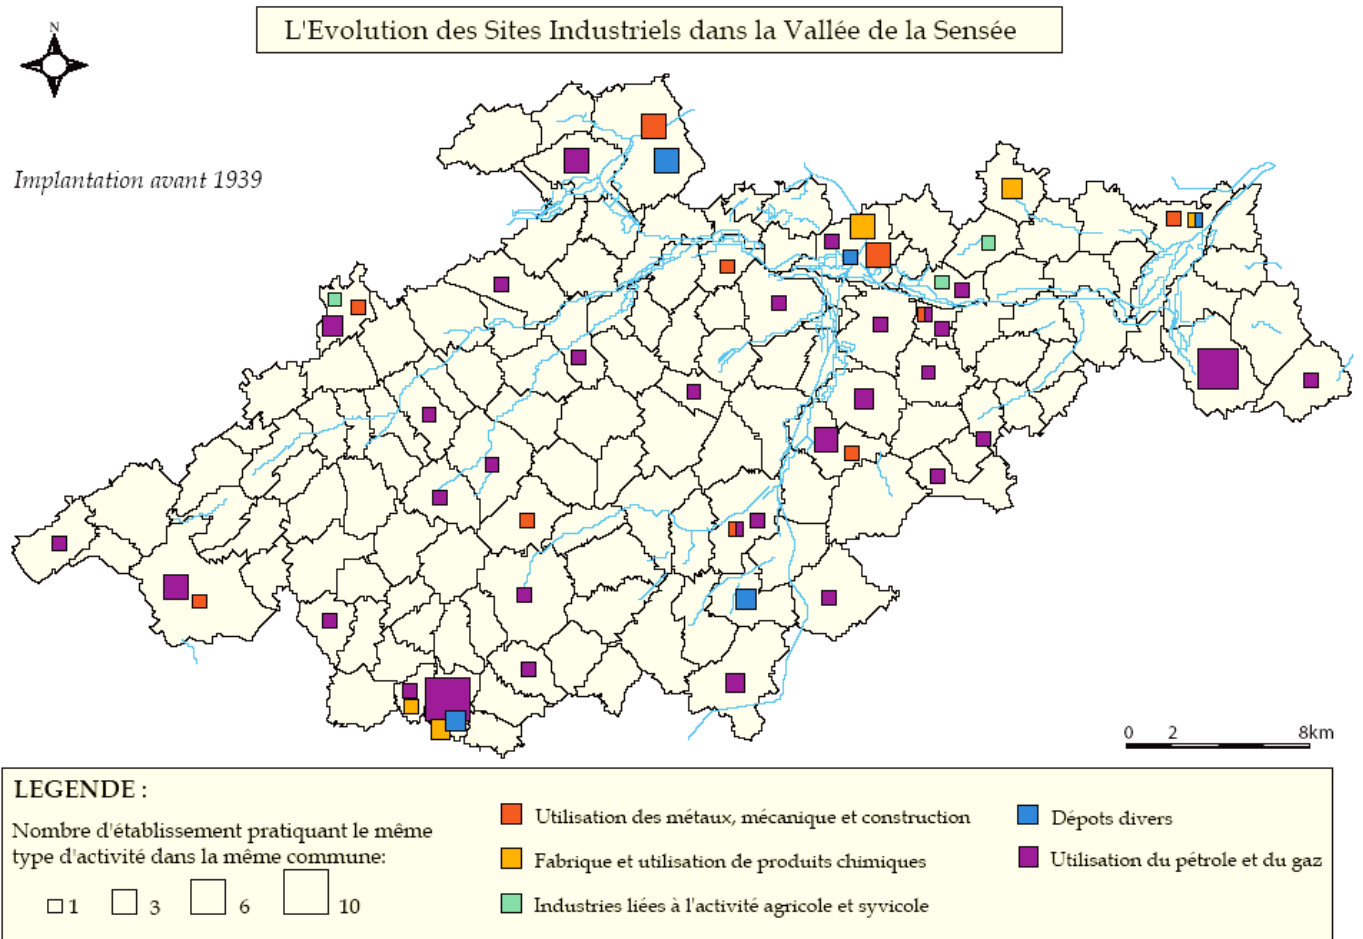 L'Evolution des Sites Industriels dans la Vallée de la Sensée
N
Implantation avant 1939
0 2 8km
LEGENDE :
Nombre d'établissement pratiquant le même
type d'activité dans la même commune:
1 3 6 10
Utilisation des métaux, mécanique et construction
Fabrique et utilisation de produits chimiques
Industries liées à l'activité agricole et syvicole
Dépots divers
Utilisation du pétrole et du gaz